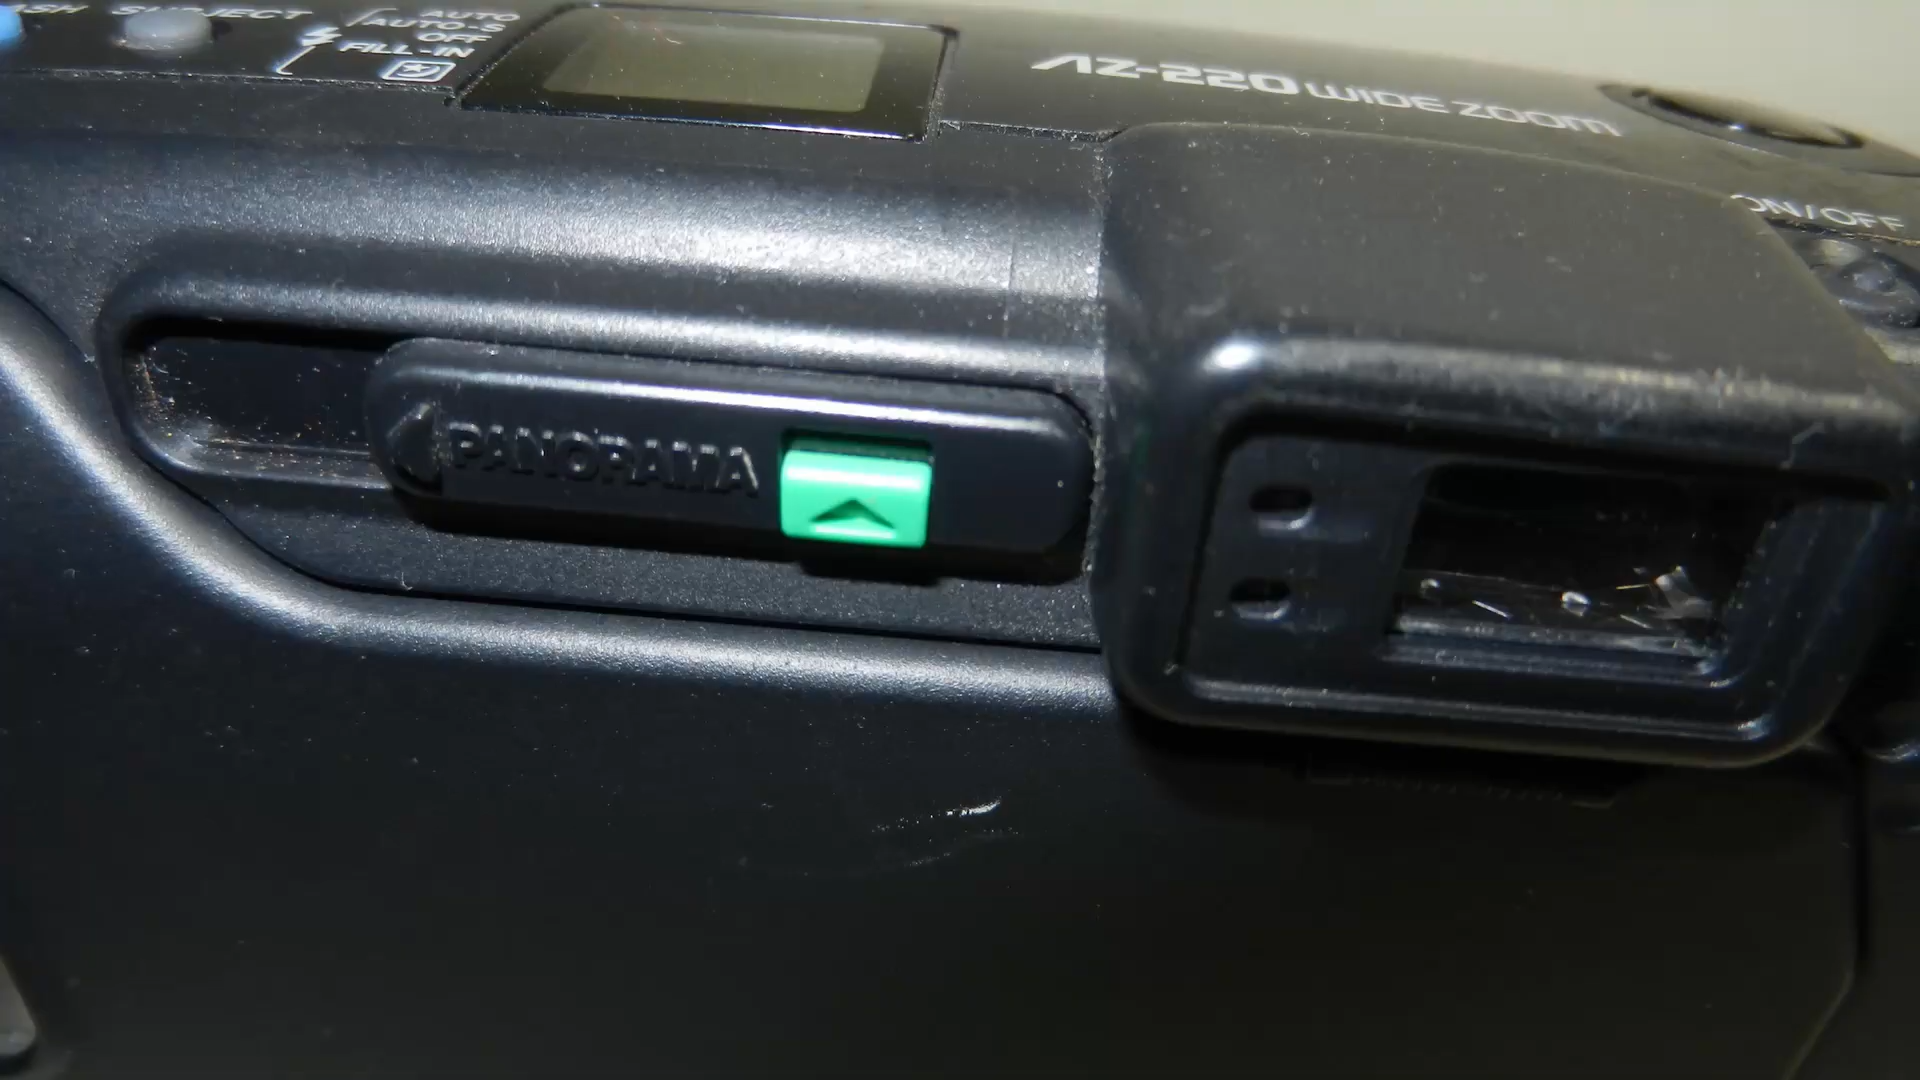 SUBJECT
AUTO
AUTO.S
OFF
FILL-IN
AZ-220 WIDE ZOOM
ON/OFF
PANORAMA